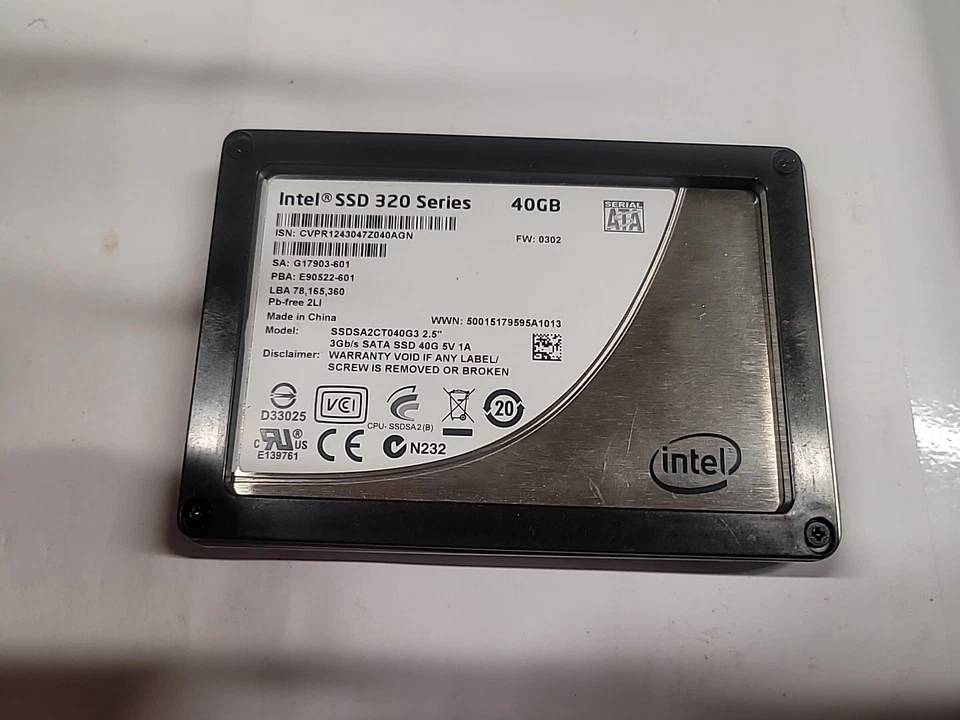 Intel® SSD 320 Series 40GB
SERIAL
ATA
ISN: CVPR1243047Z040AGN
FW: 0302
SA: G17903-601
PBA: E90522-601
LBA 78,165,360
Pb-free 2LI
Made in China
WWN: 50015179595A1013
Model: SSDSA2CT040G3 2.5"
3Gb/s SATA SSD 40G 5V 1A
Disclaimer: WARRANTY VOID IF ANY LABEL/
SCREW IS REMOVED OR BROKEN
D33025
VCI
CPU- SSDSA2 (B)
20
C RU ® US
E139761
CE
N232
intel